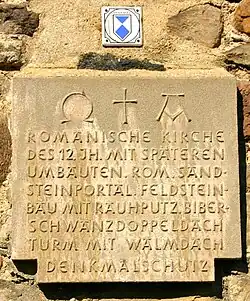 Ω † A
ROMANISCHE KIRCHE
DES 12. JH. MIT SPÄTEREN
UMBAUTEN. ROM. SAND-
STEINPORTAL. FELDSTEIN-
BAU MIT RAUHPUTZ. BIBER-
SCHWANZDOPPELDACH
TURM MIT WALMDACH
DENKMALSCHUTZ